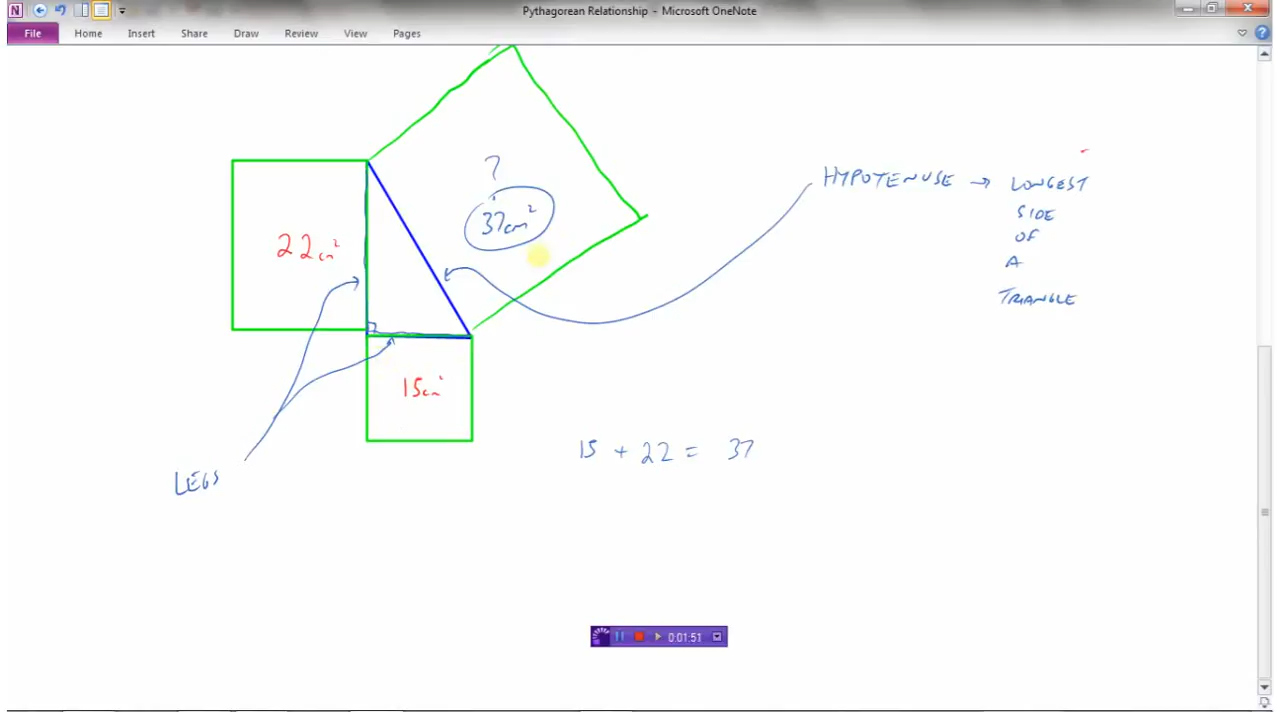 Pythagorean Relationship - Microsoft OneNote
File Home Insert Share Draw Review View Pages
?
37cm²
22cm²
15cm²
HYPOTENUSE → LONGEST
SIDE
OF
A
TRIANGLE
LEGS
15 + 22 = 37
0:01:51